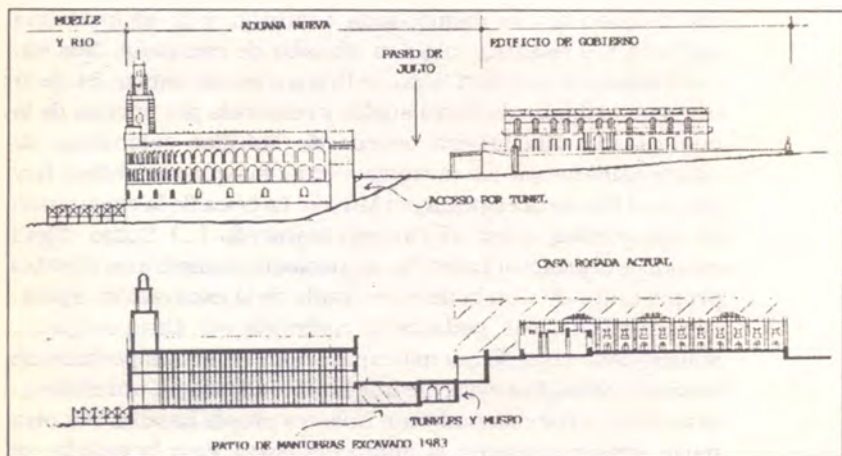 MUELLE
Y RIO
ADUANA NUEVA
PASEO DE
JULIO
EDIFICIO DE GOBIERNO
ACCESO POR TUNEL
CASA ROSADA ACTUAL
TUNELES Y MUSEO
PATIO DE MANIOBRAS EXCAVADO 1983